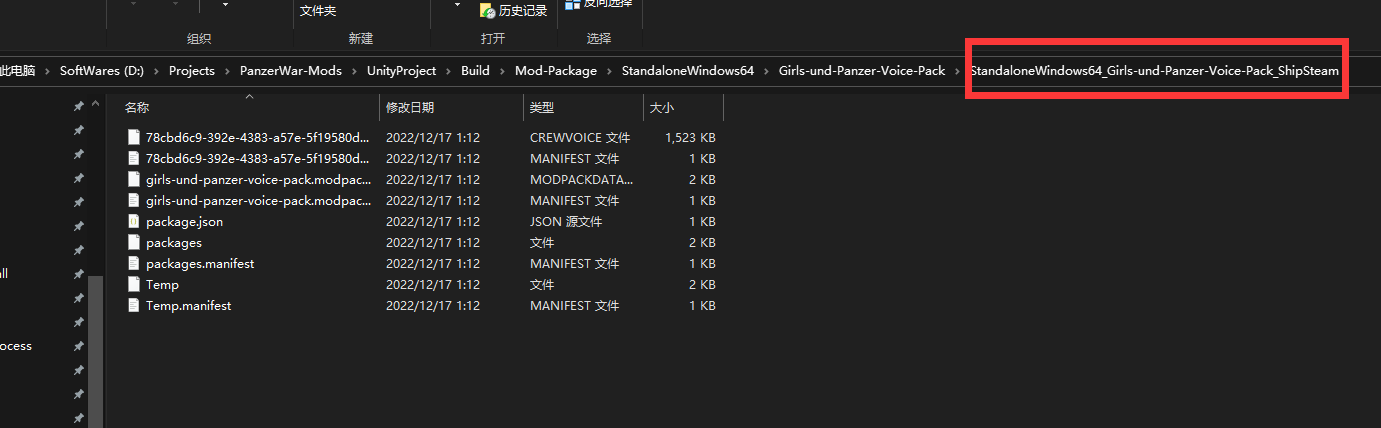 文件夹
历史记录
反向选择
组织
新建
打开
选择
此电脑 > SoftWares (D:) > Projects > PanzerWar-Mods > UnityProject > Build > Mod-Package > StandaloneWindows64 > Girls-und-Panzer-Voice-Pack > StandaloneWindows64_Girls-und-Panzer-Voice-Pack_ShipSteam
名称 修改日期 类型 大小
78cbd6c9-392e-4383-a57e-5f19580d... 2022/12/17 1:12 CREWVOICE 文件 1,523 KB
78cbd6c9-392e-4383-a57e-5f19580d... 2022/12/17 1:12 MANIFEST 文件 1 KB
girls-und-panzer-voice-pack.modpac... 2022/12/17 1:12 MODPACKDATA... 2 KB
girls-und-panzer-voice-pack.modpac... 2022/12/17 1:12 MANIFEST 文件 1 KB
package.json 2022/12/17 1:12 JSON 源文件 1 KB
packages 2022/12/17 1:12 文件 2 KB
packages.manifest 2022/12/17 1:12 MANIFEST 文件 1 KB
Temp 2022/12/17 1:12 文件 2 KB
Temp.manifest 2022/12/17 1:12 MANIFEST 文件 1 KB
ll
ocess